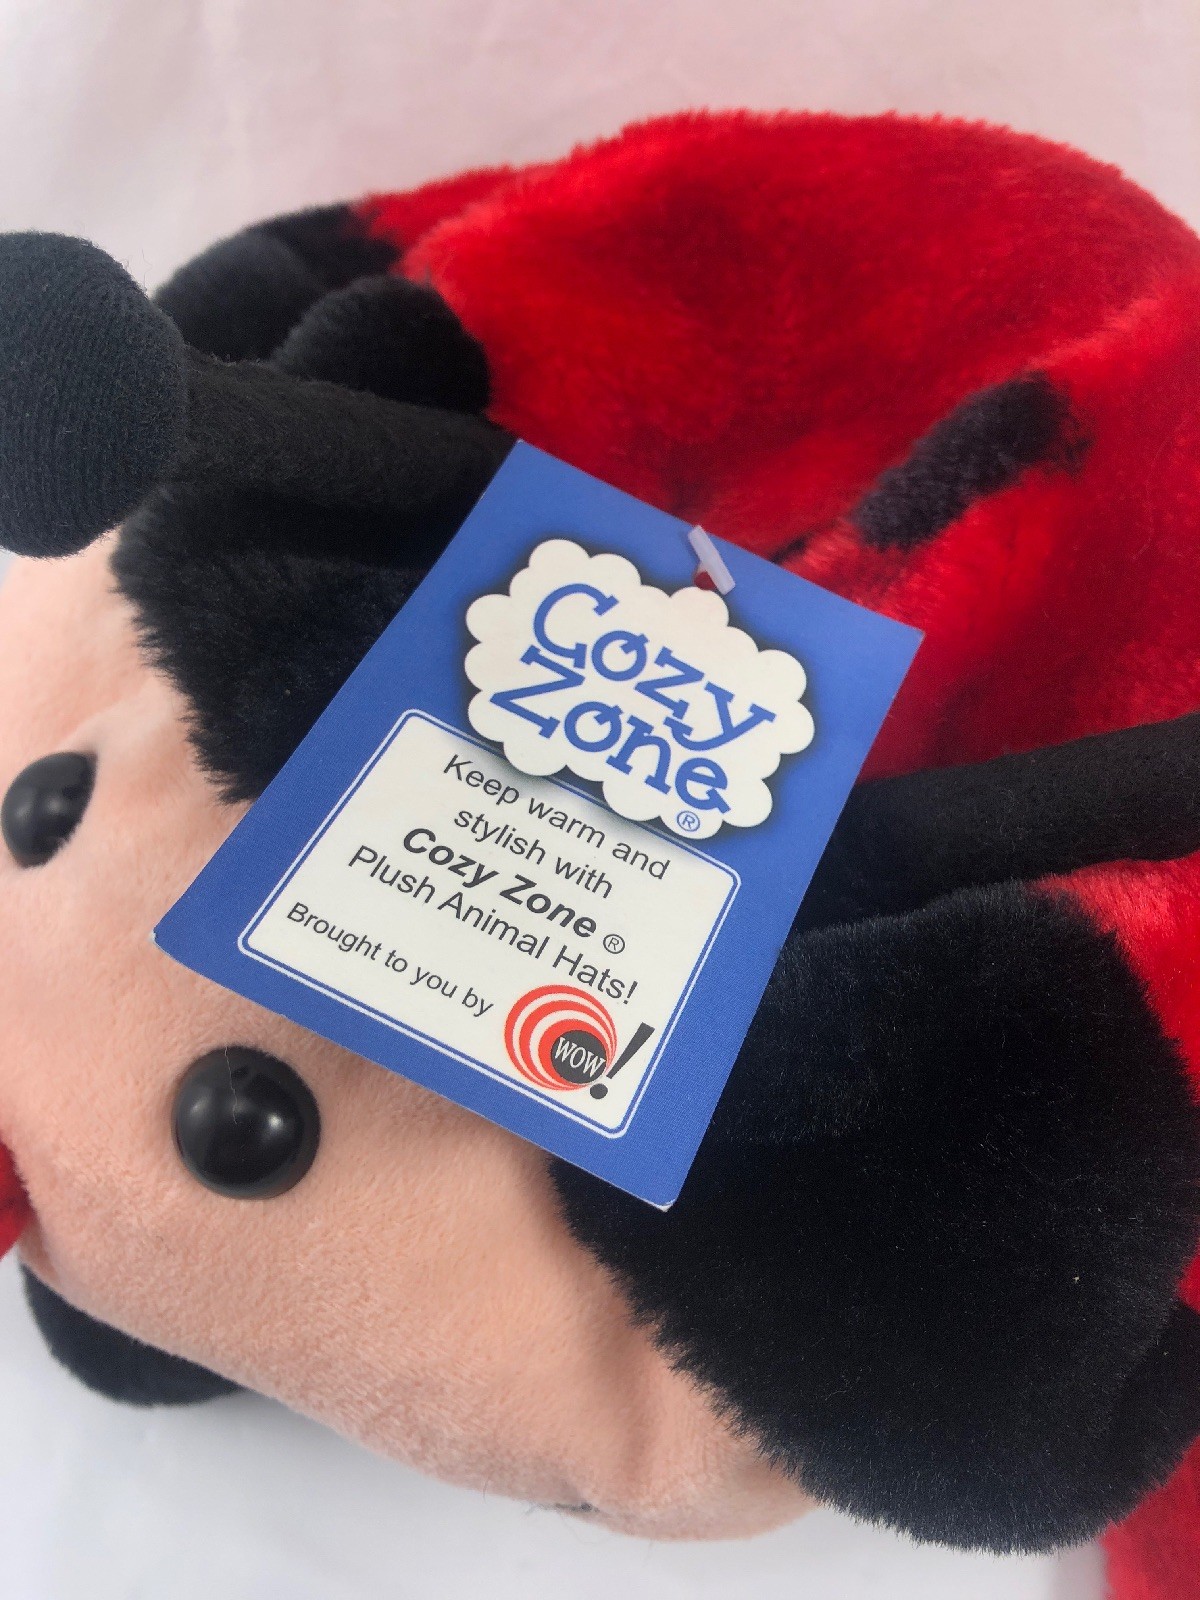 Cozy
Zone®
Keep warm and
stylish with
Cozy Zone ®
Plush Animal Hats!
Brought to you by
WOW!